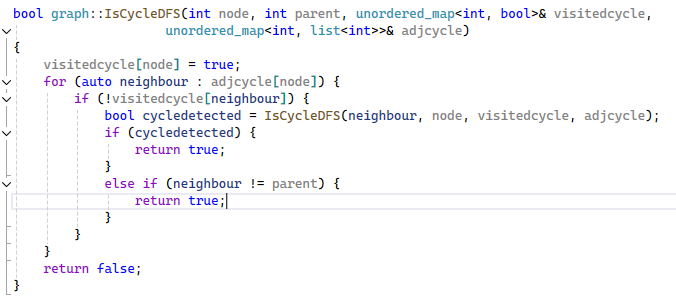 bool graph::IsCycleDFS(int node, int parent, unordered_map<int, bool>& visitedcycle,
                    unordered_map<int, list<int>>& adjcycle)
{
    visitedcycle[node] = true;
    for (auto neighbour : adjcycle[node]) {
        if (!visitedcycle[neighbour]) {
            bool cycledetected = IsCycleDFS(neighbour, node, visitedcycle, adjcycle);
            if (cycledetected) {
                return true;
            }
            else if (neighbour != parent) {
                return true;
            }
        }
    }
    return false;
}